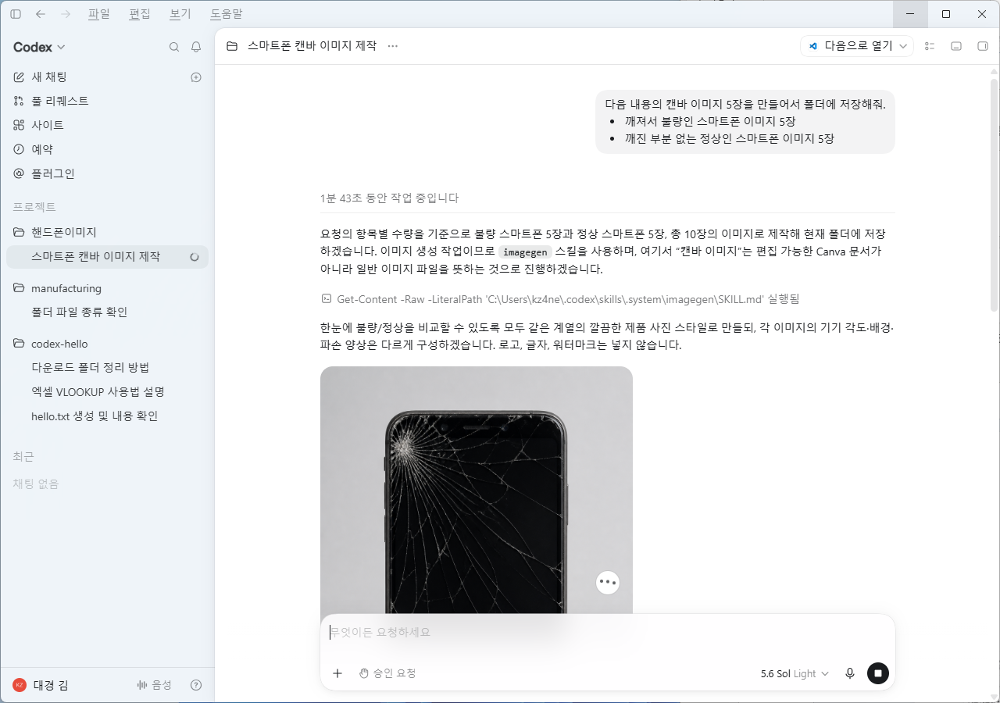 파일 편집 보기 도움말
Codex
새 채팅
풀 리퀘스트
사이트
예약
플러그인
프로젝트
핸드폰이미지
스마트폰 캔바 이미지 제작
manufacturing
폴더 파일 종류 확인
codex-hello
다운로드 폴더 정리 방법
엑셀 VLOOKUP 사용법 설명
hello.txt 생성 및 내용 확인
최근
채팅 없음
KZ 대경 김 음성
스마트폰 캔바 이미지 제작 ···
다음으로 열기
다음 내용의 캔바 이미지 5장을 만들어서 폴더에 저장해줘.
• 깨져서 불량인 스마트폰 이미지 5장
• 깨진 부분 없는 정상인 스마트폰 이미지 5장
1분 43초 동안 작업 중입니다
요청의 항목별 수량을 기준으로 불량 스마트폰 5장과 정상 스마트폰 5장, 총 10장의 이미지로 제작해 현재 폴더에 저장
하겠습니다. 이미지 생성 작업이므로 imagegen 스킬을 사용하며, 여기서 “캔바 이미지”는 편집 가능한 Canva 문서가
아니라 일반 이미지 파일을 뜻하는 것으로 진행하겠습니다.
Get-Content -Raw -LiteralPath 'C:\Users\kz4ne\.codex\skills\.system\imagegen\SKILL.md' 실행됨
한눈에 불량/정상을 비교할 수 있도록 모두 같은 계열의 깔끔한 제품 사진 스타일로 만들되, 각 이미지의 기기 각도·배경·
파손 양상은 다르게 구성하겠습니다. 로고, 글자, 워터마크는 넣지 않습니다.
무엇이든 요청하세요
승인 요청
5.6 Sol Light